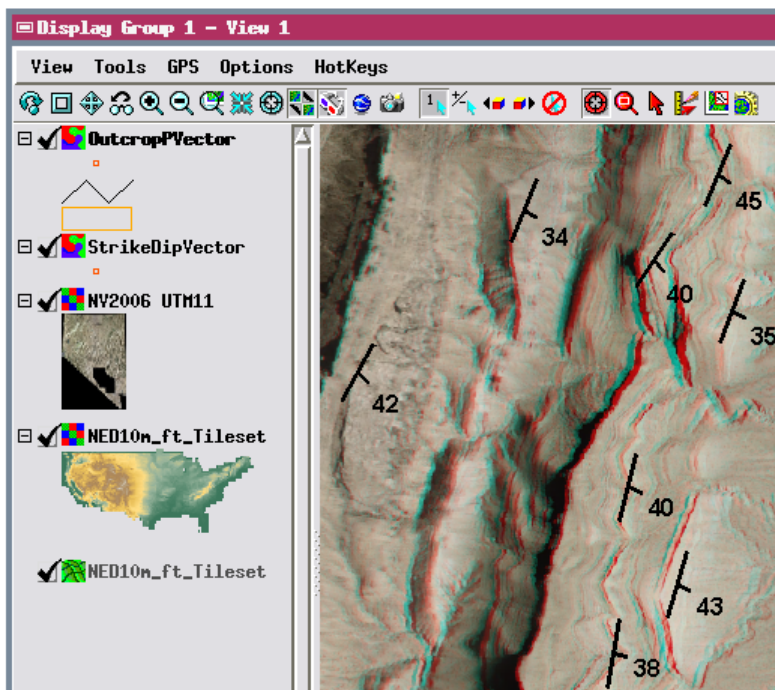 Display Group 1 - View 1
View Tools GPS Options HotKeys
1
OutcropPVector
StrikeDipVector
NV2006 UTM11
NED10m_ft_Tileset
NED10m_ft_Tileset
45
34
40
35
42
40
43
38